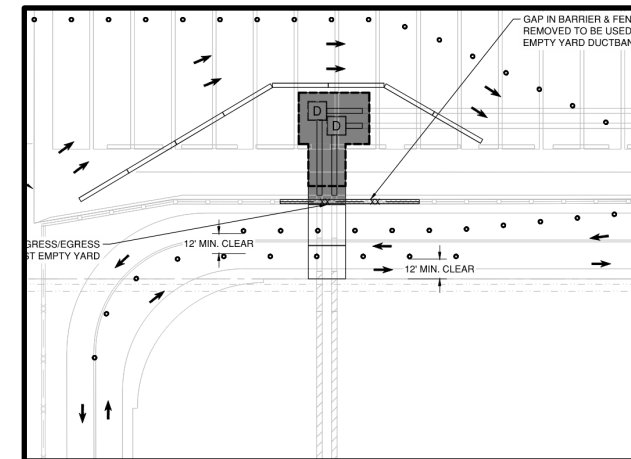 GAP IN BARRIER & FEN
REMOVED TO BE USED
EMPTY YARD DUCTBAN
D
D
GRESS/EGRESS
ST EMPTY YARD
12' MIN. CLEAR
12' MIN. CLEAR